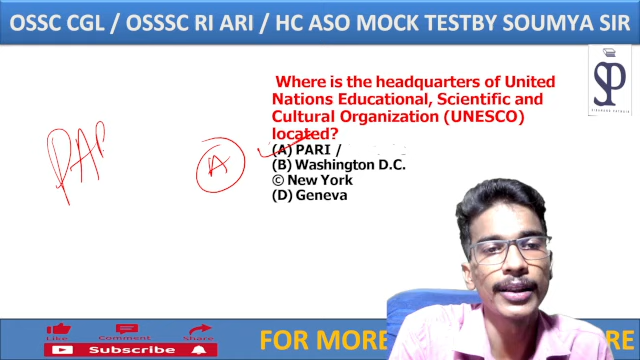 OSSC CGL / OSSSC RI ARI / HC ASO MOCK TESTBY SOUMYA SIR
Where is the headquarters of United
Nations Educational, Scientific and
Cultural Organization (UNESCO)
located?
(A) PARI /
(B) Washington D.C.
© New York
(D) Geneva
PAR
A
SP
Like
Comment
Share
Subscribe
FOR MORE
RE